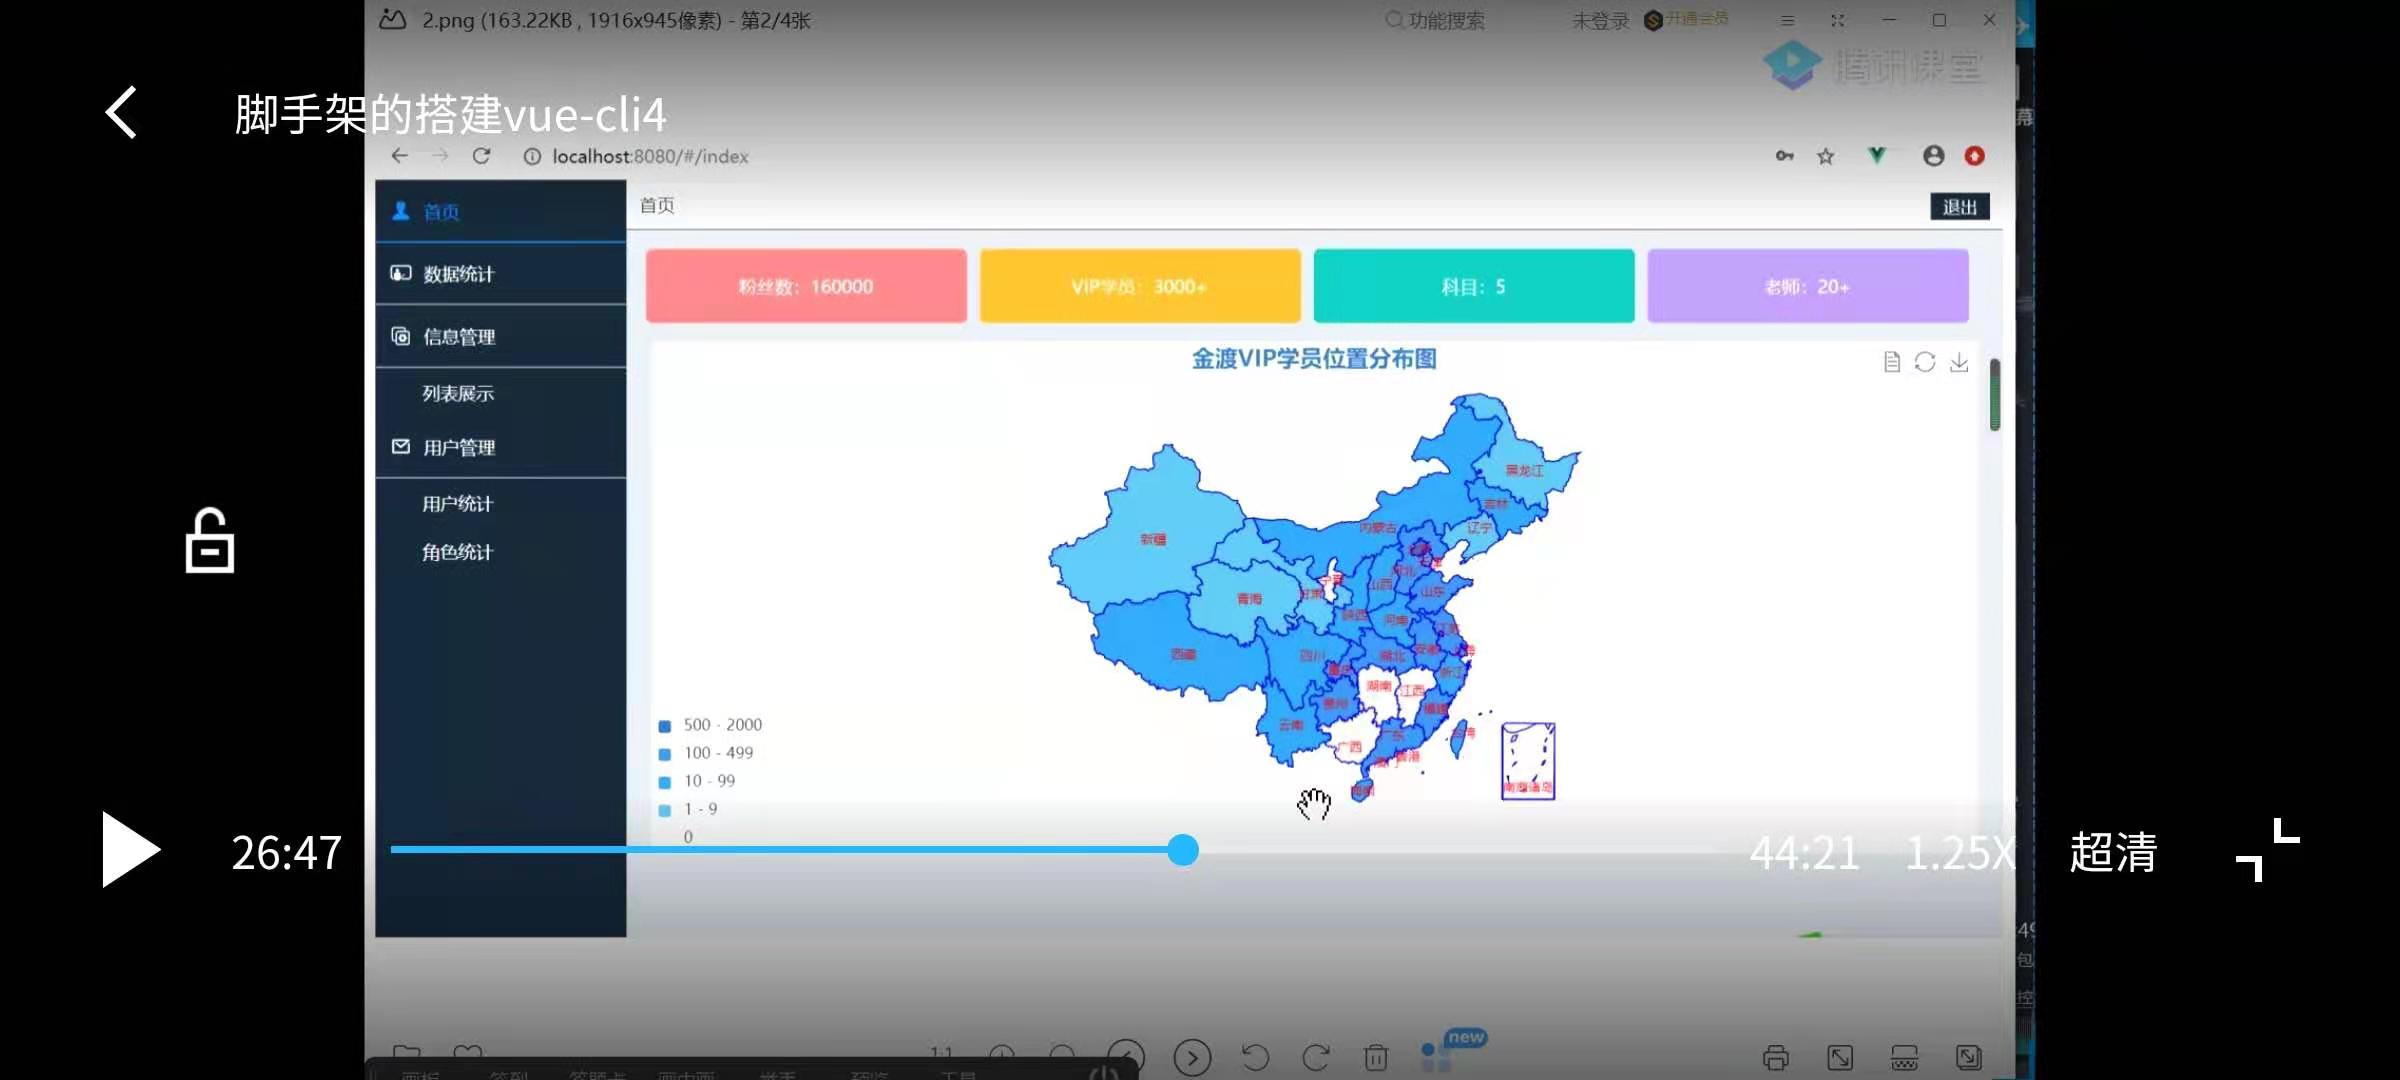 2.png (163.22KB , 1916x945像素) - 第2/4张
功能搜索
未登录
开通会员
腾讯课堂
脚手架的搭建vue-cli4
幕
localhost:8080/#/index
首页
首页
退出
数据统计
信息管理
列表展示
用户管理
用户统计
角色统计
粉丝数：160000
VIP学员：3000+
科目：5
老师：20+
金渡VIP学员位置分布图
黑龙江
吉林
辽宁
内蒙古
新疆
宁夏
河北
山西
山东
青海
甘肃
陕西
河南
江苏
西藏
四川
湖北
安徽
上海
重庆
浙江
湖南
江西
贵州
福建
云南
广西
广东
台湾
香港
澳门
海南
南海诸岛
500 - 2000
100 - 499
10 - 99
1 - 9
0
26:47
44:21
1.25X
超清
包
控
1:1
new